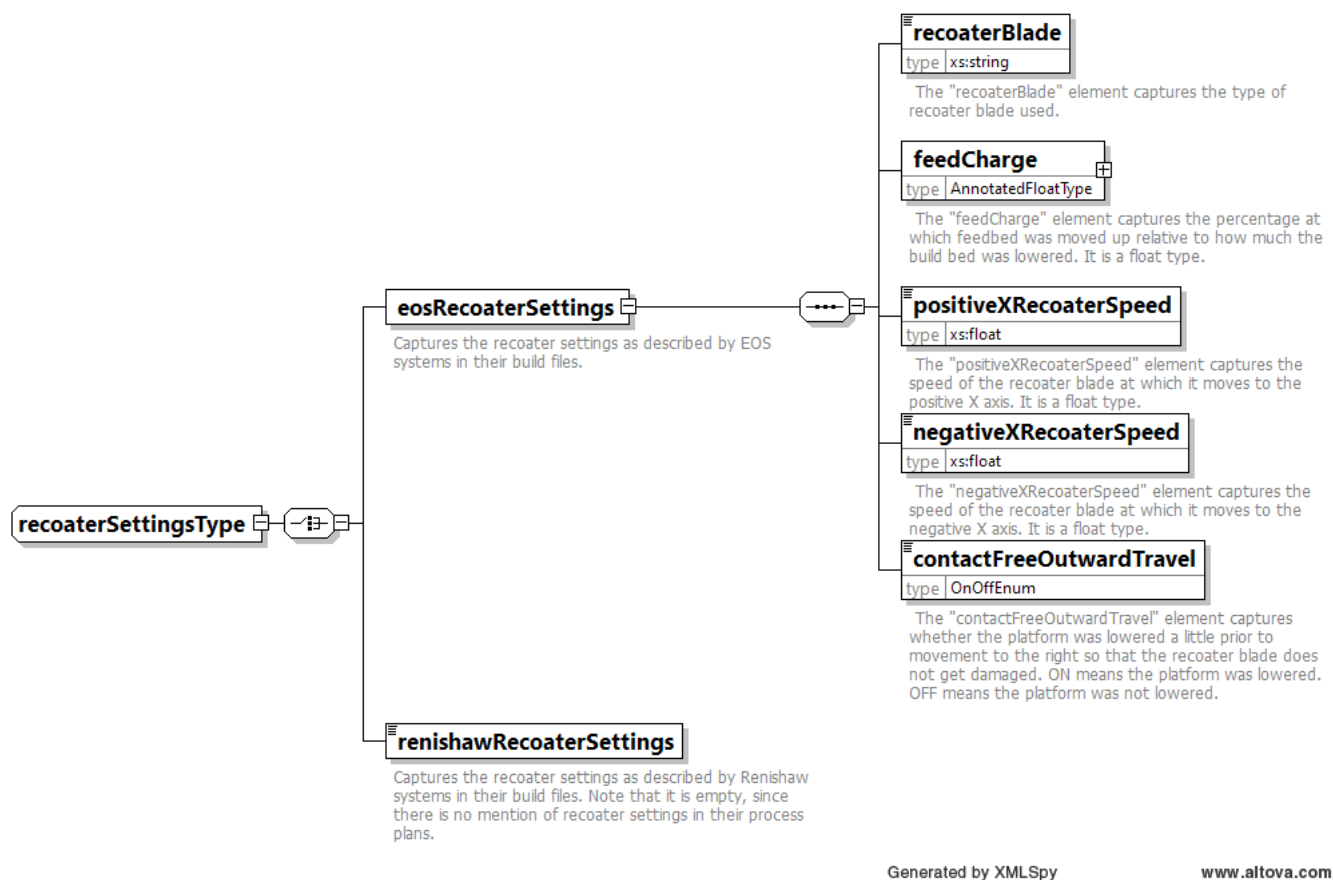 recoaterBlade
type xs:string
The "recoaterBlade" element captures the type of
recoater blade used.
feedCharge
type AnnotatedFloatType
The "feedCharge" element captures the percentage at
which feedbed was moved up relative to how much the
build bed was lowered. It is a float type.
eosRecoaterSettings
Captures the recoater settings as described by EOS
systems in their build files.
positiveXRecoaterSpeed
type xs:float
The "positiveXRecoaterSpeed" element captures the
speed of the recoater blade at which it moves to the
positive X axis. It is a float type.
negativeXRecoaterSpeed
type xs:float
The "negativeXRecoaterSpeed" element captures the
speed of the recoater blade at which it moves to the
negative X axis. It is a float type.
recoaterSettingsType
contactFreeOutwardTravel
type OnOffEnum
The "contactFreeOutwardTravel" element captures
whether the platform was lowered a little prior to
movement to the right so that the recoater blade does
not get damaged. ON means the platform was lowered.
OFF means the platform was not lowered.
renishawRecoaterSettings
Captures the recoater settings as described by Renishaw
systems in their build files. Note that it is empty, since
there is no mention of recoater settings in their process
plans.
Generated by XMLSpy
www.altova.com